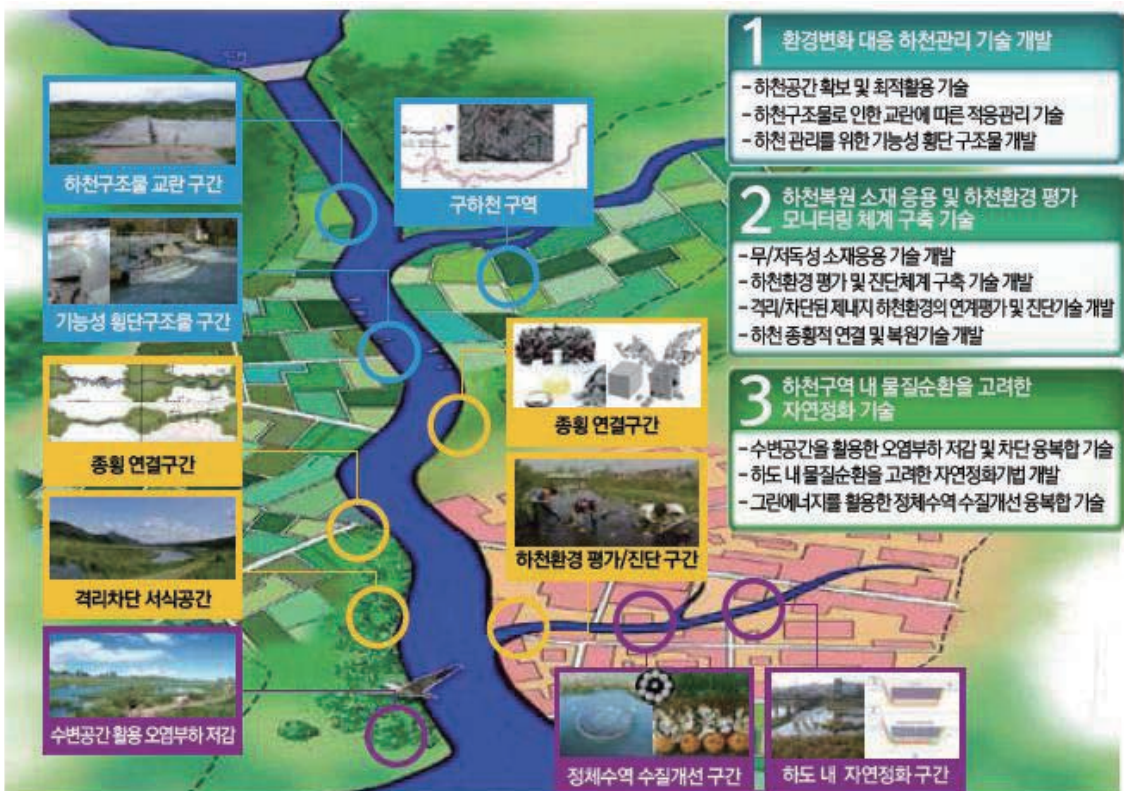 하천구조물 교란 구간
기능성 횡단구조물 구간
종횡 연결구간
격리차단 서식공간
수변공간 활용 오염부하 저감
구하천 구역
종횡 연결구간
하천환경 평가/진단 구간
정체수역 수질개선 구간
하도 내 자연정화 구간
1 환경변화 대응 하천관리 기술 개발
- 하천공간 확보 및 최적활용 기술
- 하천구조물로 인한 교란에 따른 적응관리 기술
- 하천 관리를 위한 기능성 횡단 구조물 개발
2 하천복원 소재 응용 및 하천환경 평가
모니터링 체계 구축 기술
- 무/저독성 소재응용 기술 개발
- 하천환경 평가 및 진단체계 구축 기술 개발
- 격리/차단된 제내지 하천환경의 연계평가 및 진단기술 개발
- 하천 종횡적 연결 및 복원기술 개발
3 하천구역 내 물질순환을 고려한
자연정화 기술
- 수변공간을 활용한 오염부하 저감 및 차단 융복합 기술
- 하도 내 물질순환을 고려한 자연정화기법 개발
- 그린에너지를 활용한 정체수역 수질개선 융복합 기술